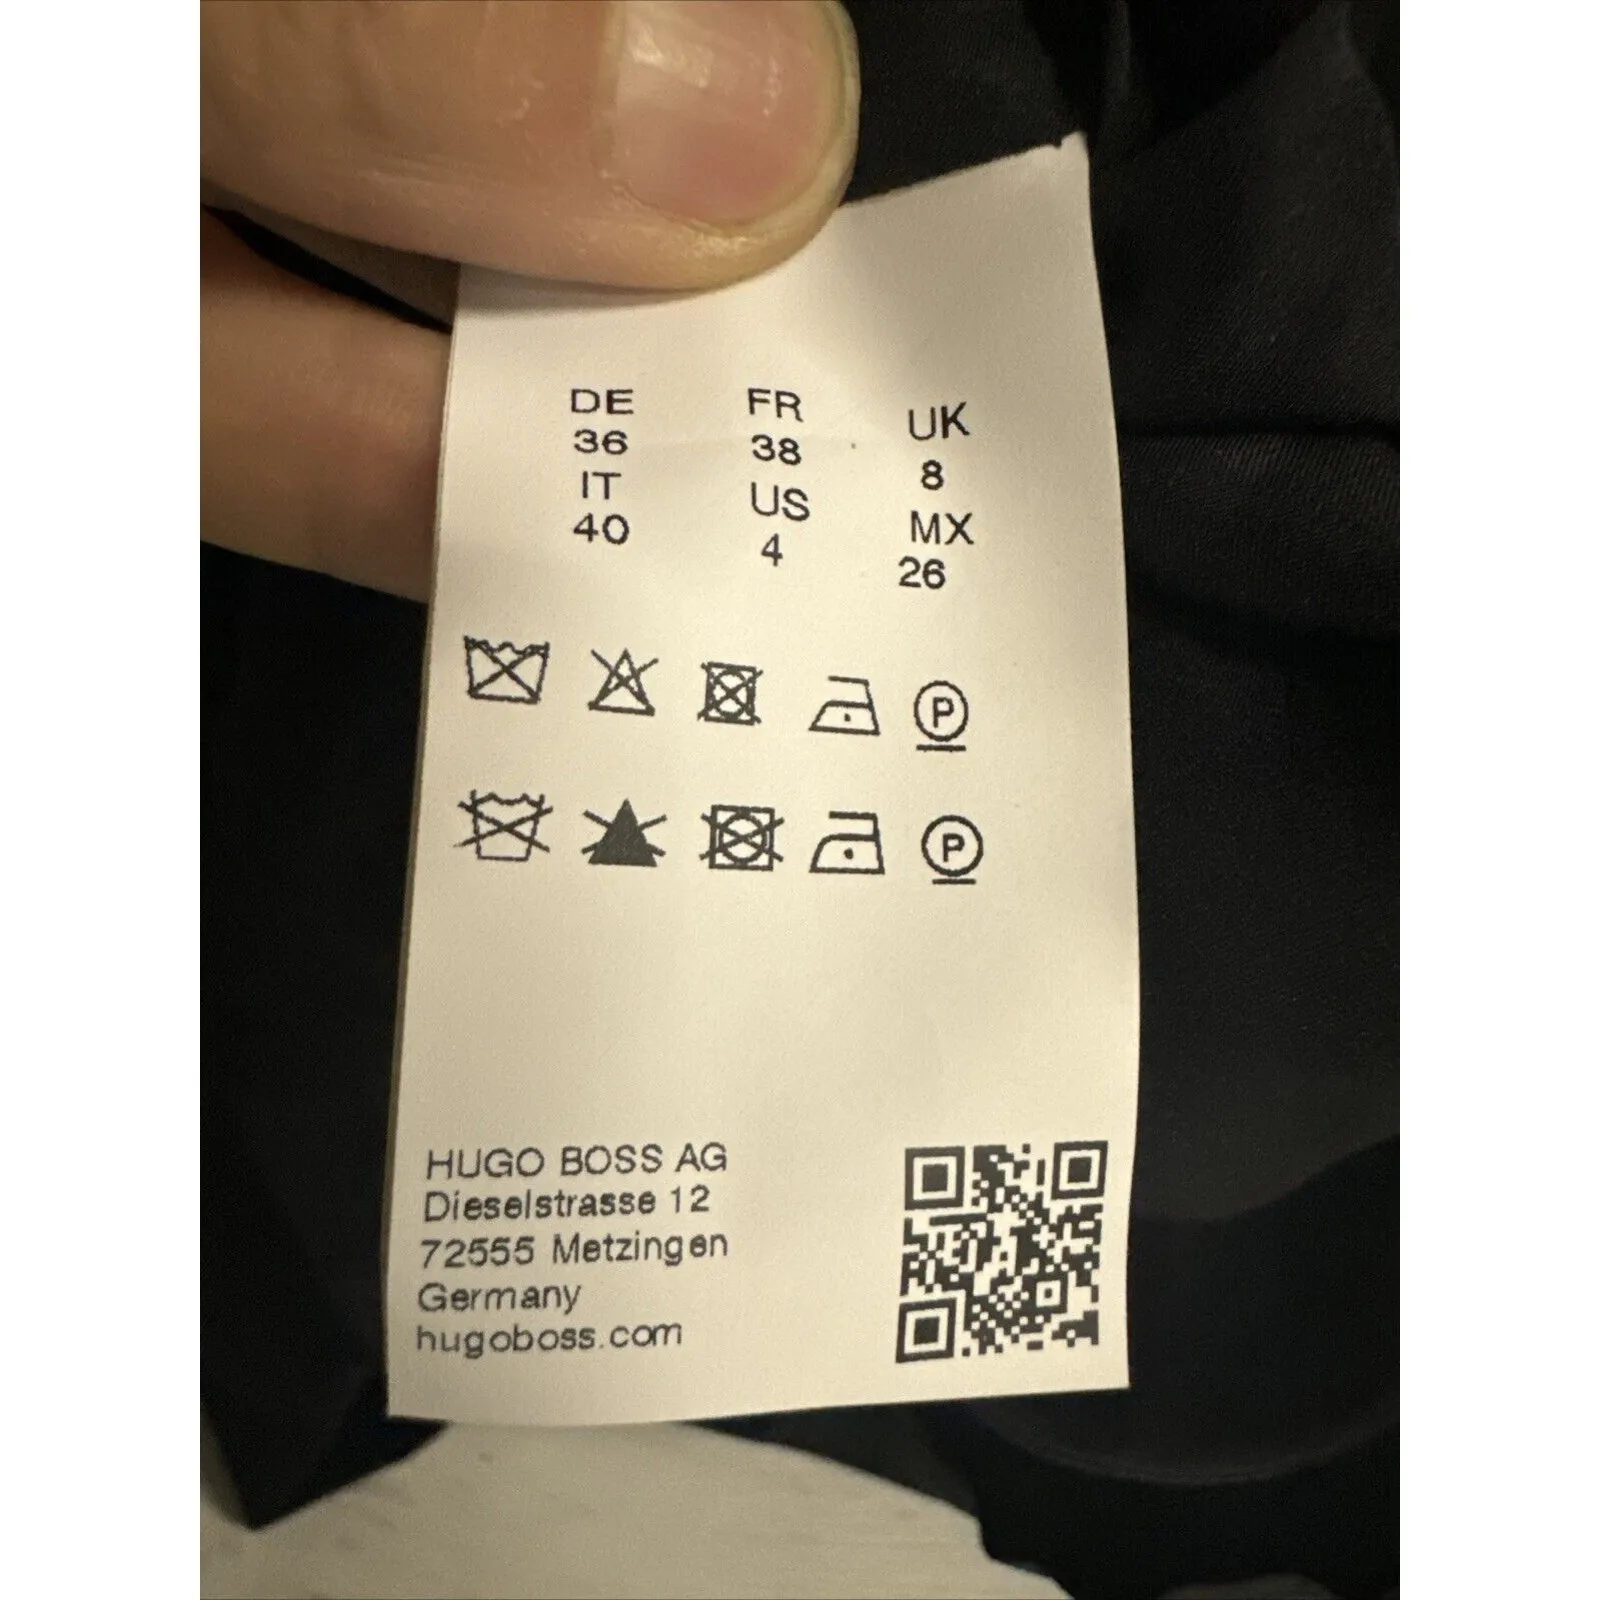 DE FR UK
36 38 8
IT US MX
40 4 26
P
P
HUGO BOSS AG
Dieselstrasse 12
72555 Metzingen
Germany
hugoboss.com